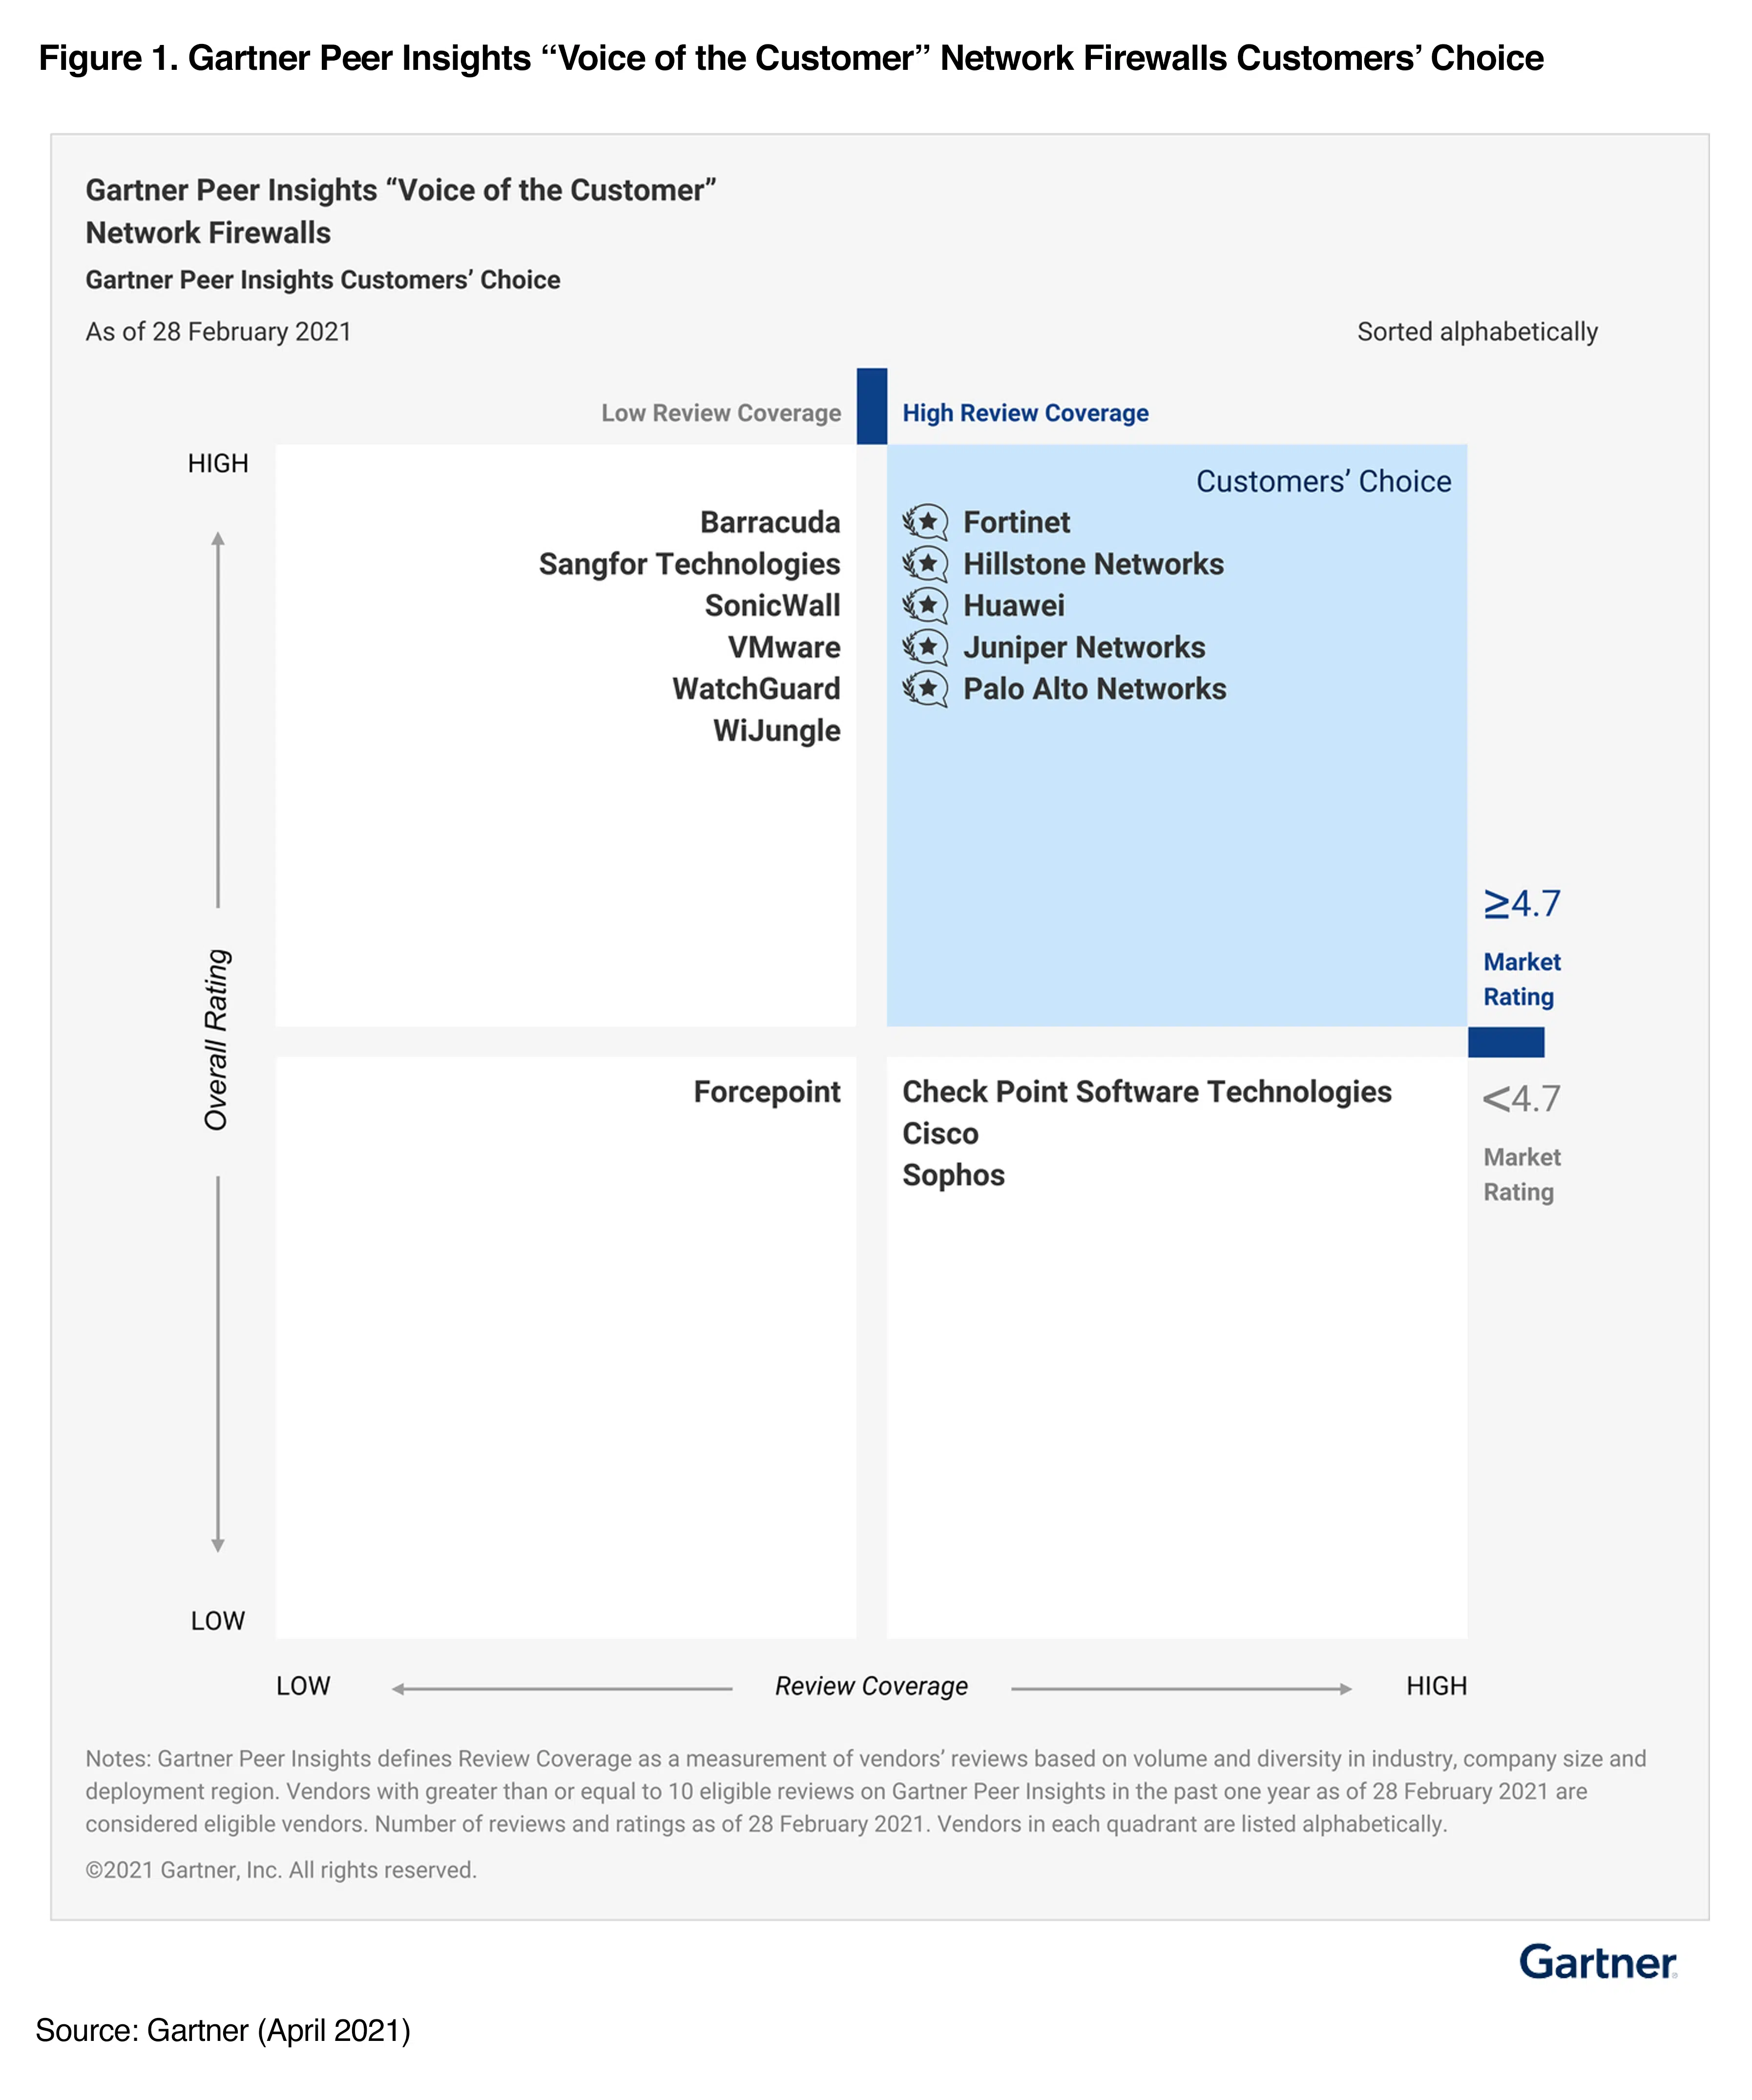 Figure 1. Gartner Peer Insights “Voice of the Customer” Network Firewalls Customers’ Choice
Gartner Peer Insights “Voice of the Customer”
Network Firewalls
Gartner Peer Insights Customers’ Choice
As of 28 February 2021
Sorted alphabetically
Low Review Coverage
High Review Coverage
HIGH
Customers’ Choice
Barracuda
Sangfor Technologies
SonicWall
VMware
WatchGuard
WiJungle
Fortinet
Hillstone Networks
Huawei
Juniper Networks
Palo Alto Networks
≥4.7
Market
Rating
Overall Rating
Forcepoint
Check Point Software Technologies
Cisco
Sophos
<4.7
Market
Rating
LOW
LOW
Review Coverage
HIGH
Notes: Gartner Peer Insights defines Review Coverage as a measurement of vendors’ reviews based on volume and diversity in industry, company size and
deployment region. Vendors with greater than or equal to 10 eligible reviews on Gartner Peer Insights in the past one year as of 28 February 2021 are
considered eligible vendors. Number of reviews and ratings as of 28 February 2021. Vendors in each quadrant are listed alphabetically.
©2021 Gartner, Inc. All rights reserved.
Gartner
Source: Gartner (April 2021)